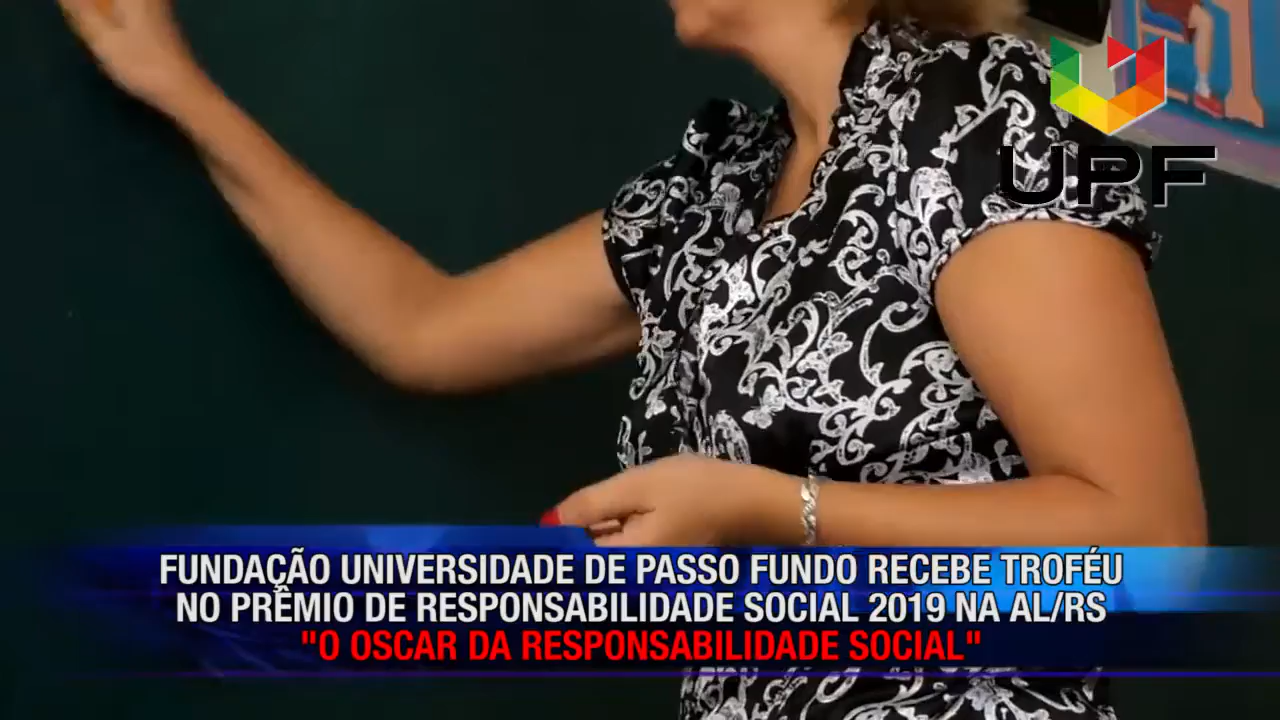 UPF
FUNDAÇÃO UNIVERSIDADE DE PASSO FUNDO RECEBE TROFÉU
NO PRÊMIO DE RESPONSABILIDADE SOCIAL 2019 NA AL/RS
"O OSCAR DA RESPONSABILIDADE SOCIAL"